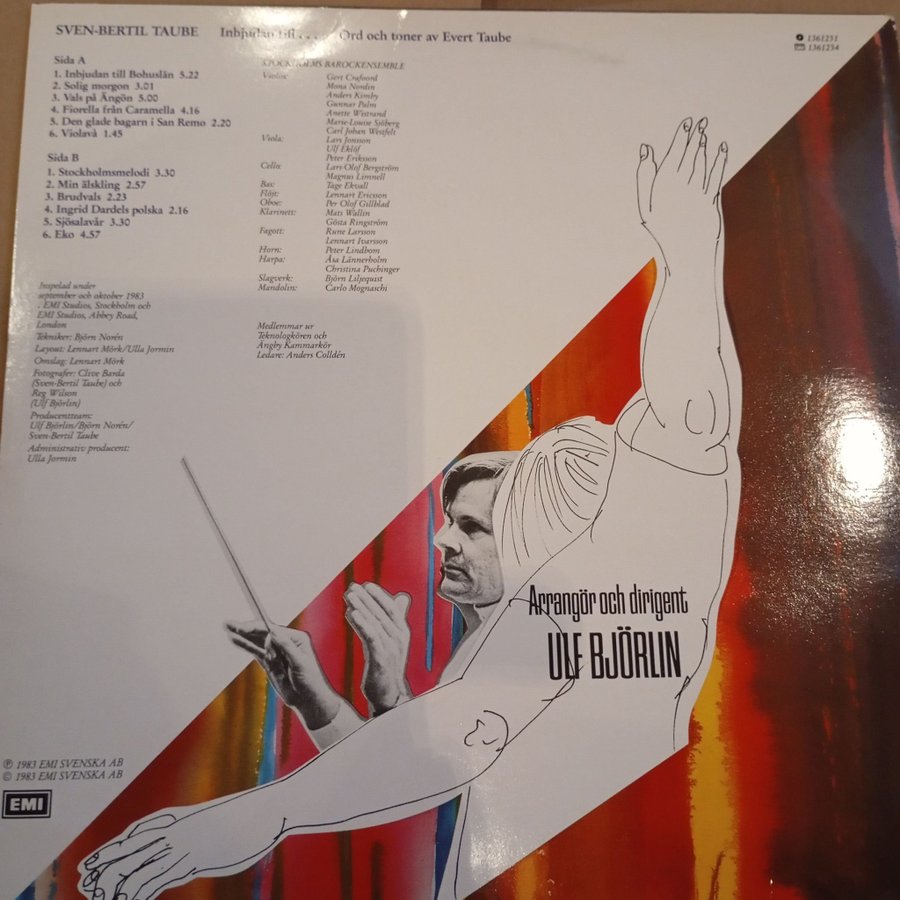 SVEN-BERTIL TAUBE Inbjudan till . . . . Ord och toner av Evert Taube
1361231
1361234
Sida A
1. Inbjudan till Bohuslän 5.22
2. Solig morgon 3.01
3. Vals på Ängön 5.00
4. Fiorella från Caramella 4.16
5. Den glade bagarn i San Remo 2.20
6. Violavà 1.45
Sida B
1. Stockholmsmelodi 3.30
2. Min älskling 2.57
3. Brudvals 2.23
4. Ingrid Dardels polska 2.16
5. Sjösalavår 3.30
6. Eko 4.57
STOCKHOLMS BAROCKENSEMBLE
Violin: Gert Crafoord
Mona Nordin
Anders Kimby
Gunnar Palm
Anette Wistrand
Marie-Louise Sjöberg
Carl Johan Westfelt
Viola: Lars Jonsson
Ulf Eklöf
Peter Eriksson
Cello: Lars-Olof Bergström
Magnus Limnell
Bas: Tage Ekvall
Flöjt: Lennart Ericsson
Oboe: Per Olof Gillblad
Klarinett: Mats Wallin
Gösta Ringström
Fagott: Rune Larsson
Lennart Ivarsson
Horn: Peter Lindbom
Harpa: Åsa Lännerholm
Christina Puchinger
Slagverk: Björn Liljequist
Mandolin: Carlo Mognaschi
Medlemmar ur
Teknologkören och
Ängby Kammarkör
Ledare: Anders Colldén
Inspelad under
september och oktober 1983
. EMI Studios, Stockholm och
EMI Studios, Abbey Road,
London
Tekniker: Björn Norén
Layout: Lennart Mörk/Ulla Jormin
Omslag: Lennart Mörk
Fotografer: Clive Barda
(Sven-Bertil Taube) och
Reg Wilson
(Ulf Björlin)
Producentteam:
Ulf Björlin/Björn Norén/
Sven-Bertil Taube
Administrativ producent:
Ulla Jormin
Arrangör och dirigent
ULF BJÖRLIN
℗ 1983 EMI SVENSKA AB
© 1983 EMI SVENSKA AB
EMI